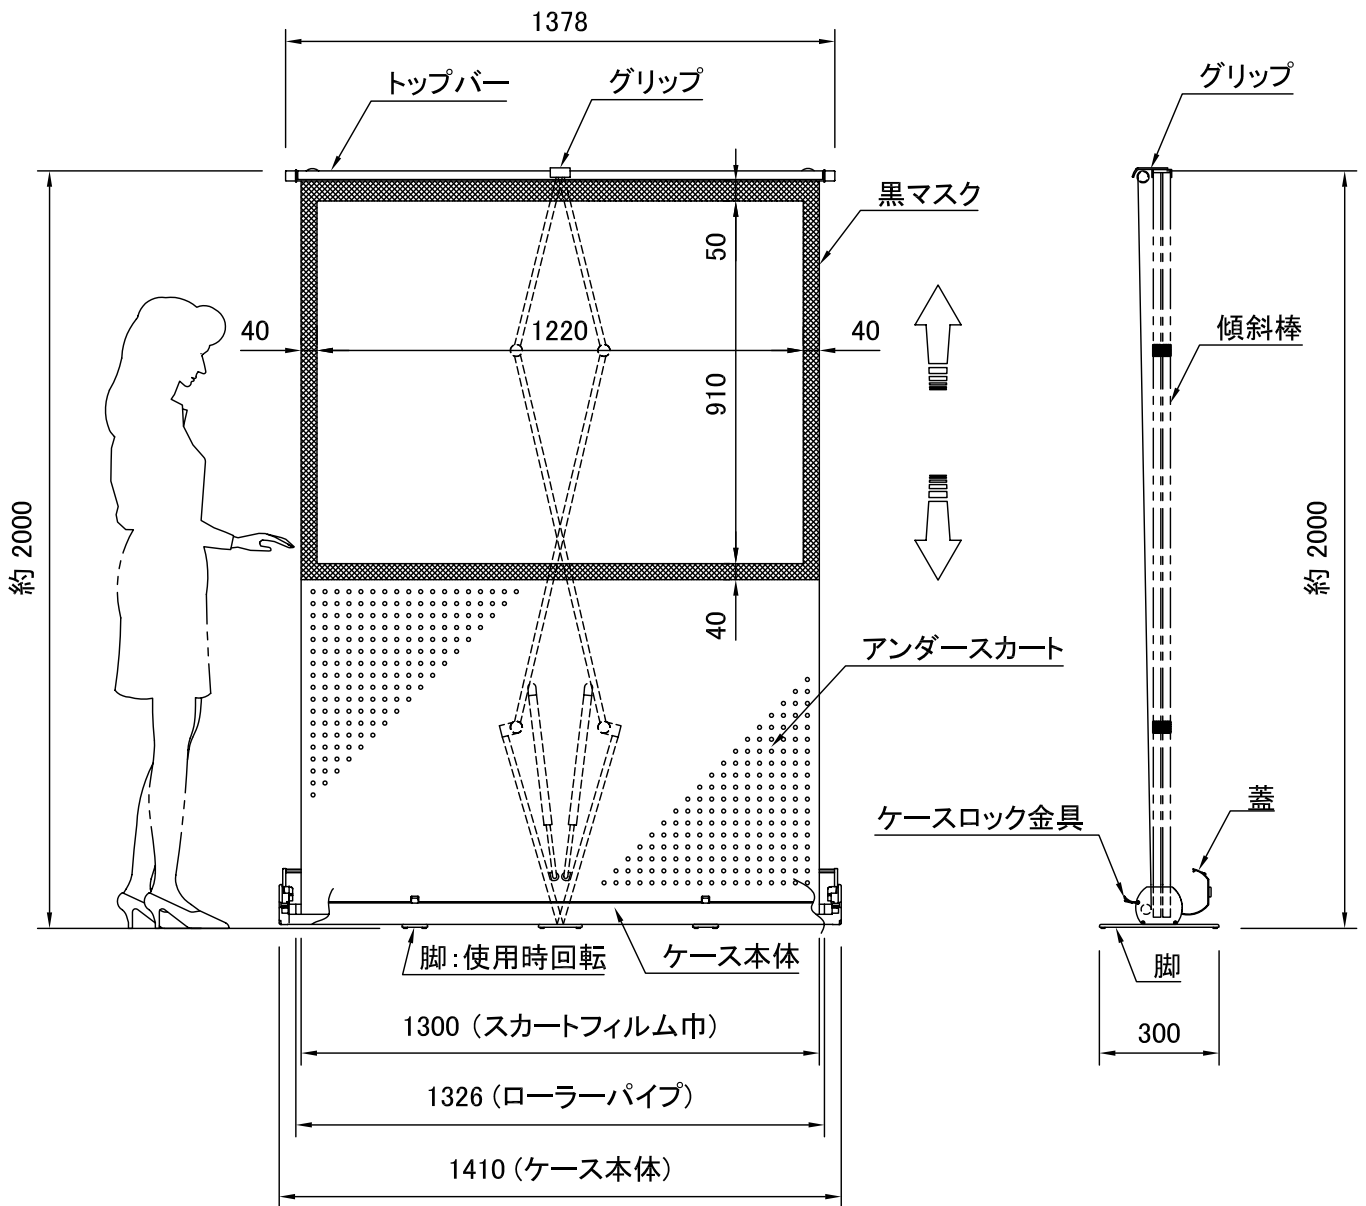 1378
トップバー
グリップ
グリップ
黒マスク
50
40
1220
40
傾斜棒
910
約 2000
約 2000
40
アンダースカート
ケースロック金具
蓋
脚：使用時回転
ケース本体
脚
1300 （スカートフィルム巾）
300
1326 （ローラーパイプ）
1410 （ケース本体）